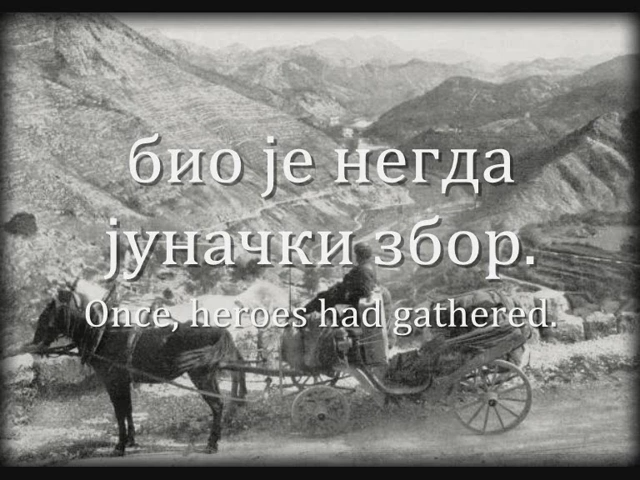 био је негда
јуначки збор.
Once, heroes had gathered.